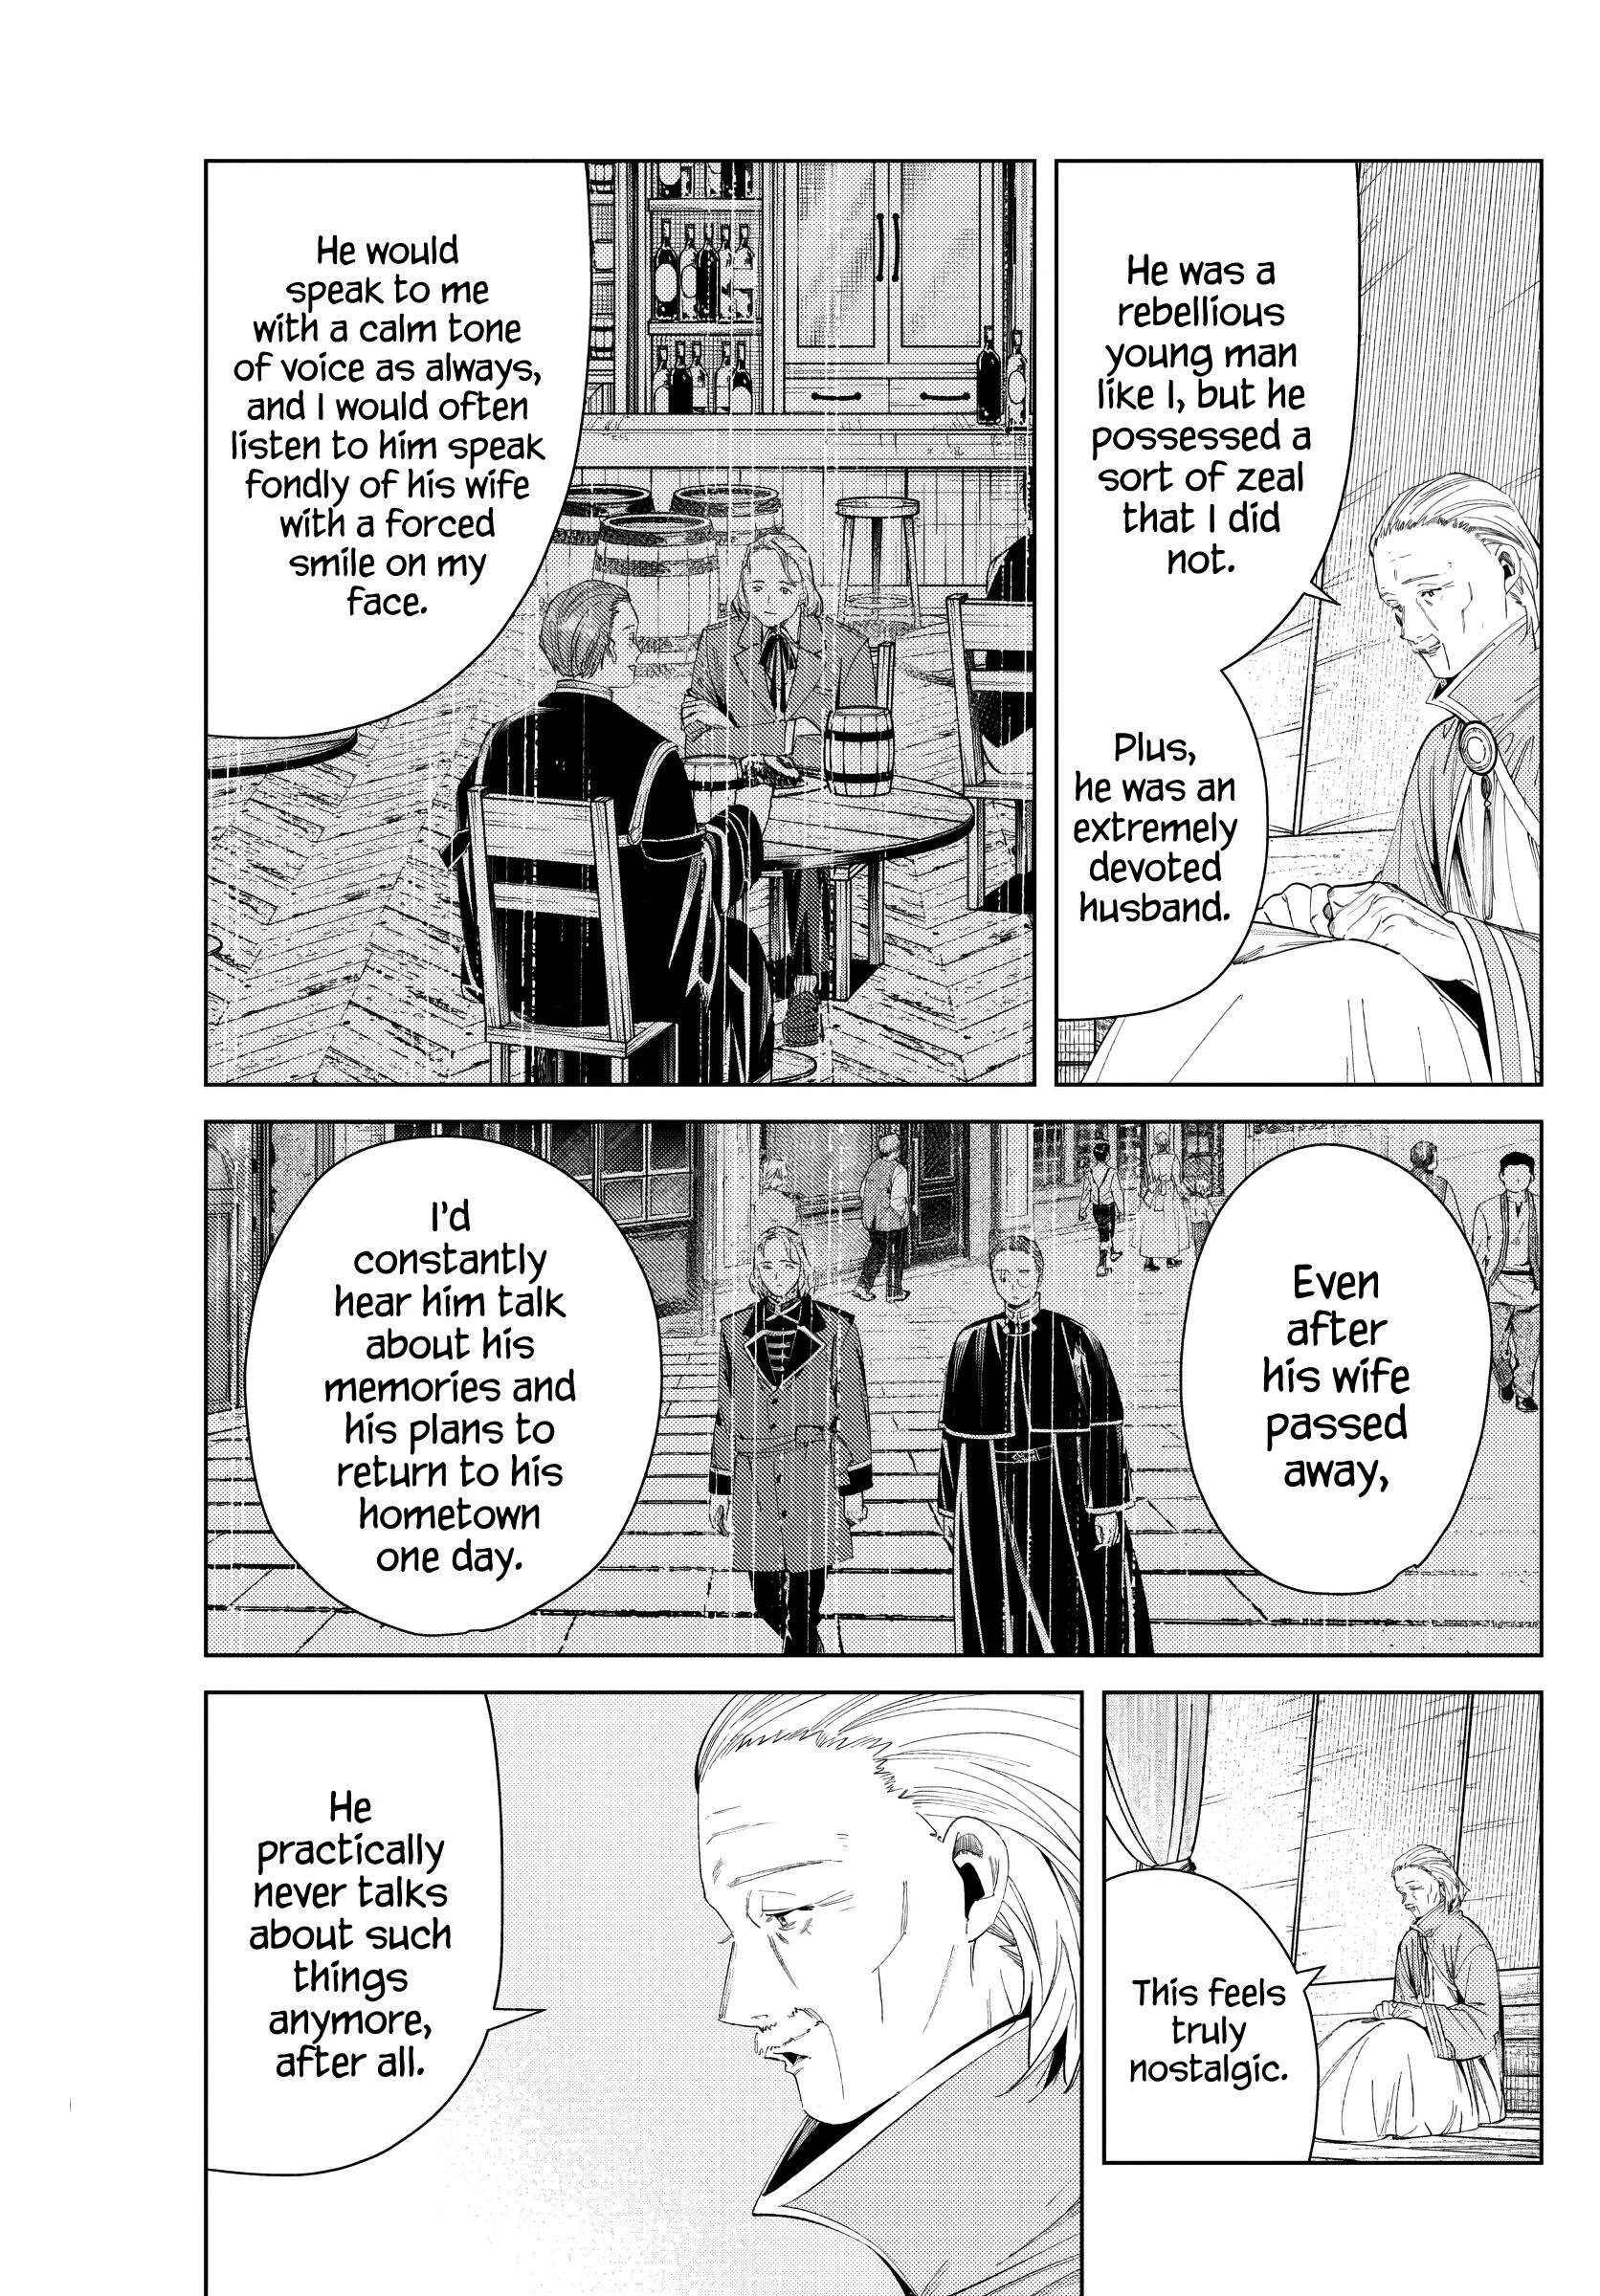 He was a
rebellious
young man
like I, but he
possessed a
sort of zeal
that I did
not.
Plus,
he was an
extremely
devoted
husband.
He would
speak to me
with a calm tone
of voice as always,
and I would often
listen to him speak
fondly of his wife
with a forced
smile on my
face.
Even
after
his wife
passed
away,
I'd
constantly
hear him talk
about his
memories and
his plans to
return to his
hometown
one day.
This feels
truly
nostalgic.
He
practically
never talks
about such
things
anymore,
after all.